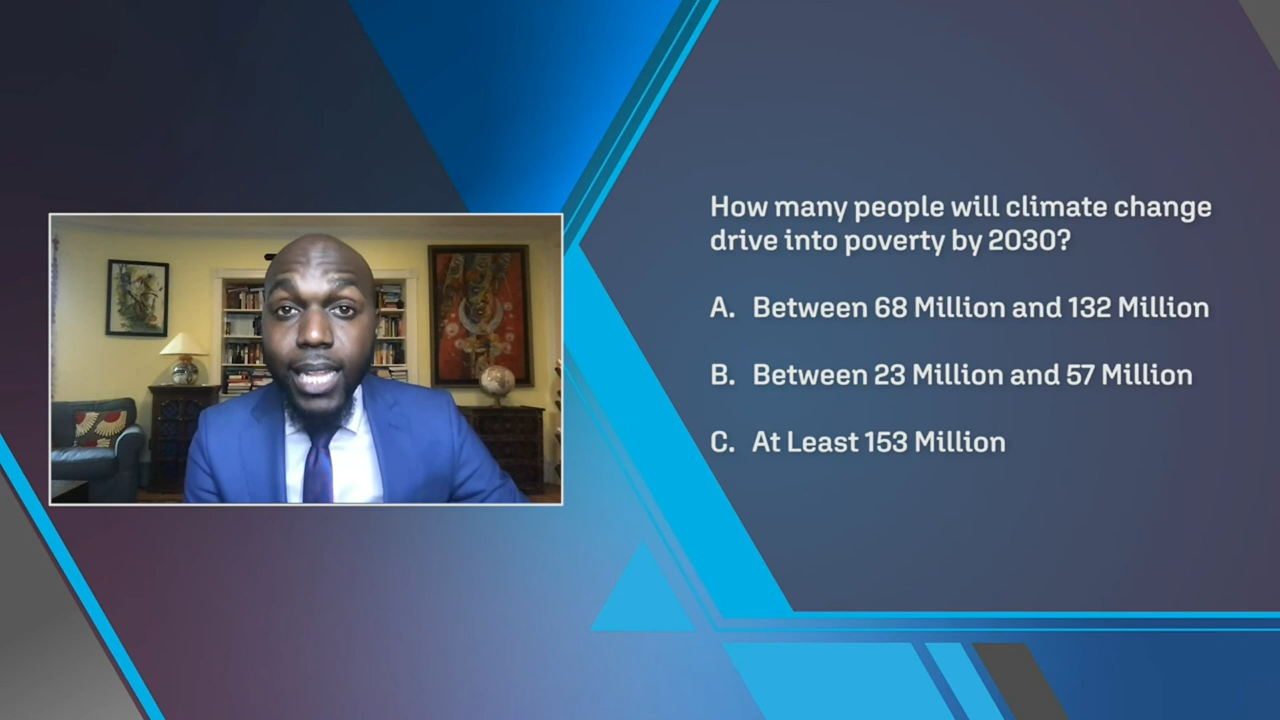 How many people will climate change
drive into poverty by 2030?
A. Between 68 Million and 132 Million
B. Between 23 Million and 57 Million
C. At Least 153 Million